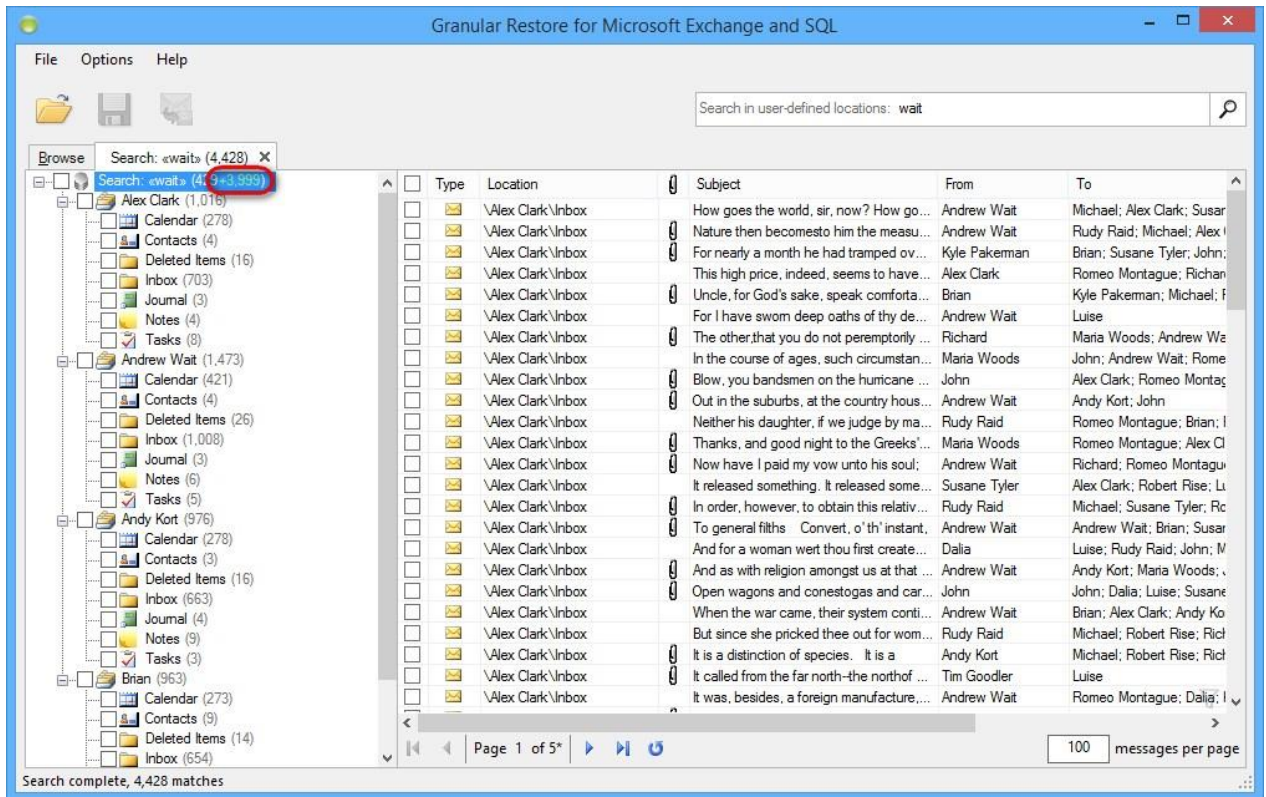 Granular Restore for Microsoft Exchange and SQL
File Options Help
Search in user-defined locations: wait
Browse Search: «wait» (4,428)
Search: «wait» (429+3,999)
Alex Clark (1,016)
Calendar (278)
Contacts (4)
Deleted Items (16)
Inbox (703)
Journal (3)
Notes (4)
Tasks (8)
Andrew Wait (1,473)
Calendar (421)
Contacts (4)
Deleted Items (26)
Inbox (1,008)
Journal (3)
Notes (6)
Tasks (5)
Andy Kort (976)
Calendar (278)
Contacts (3)
Deleted Items (16)
Inbox (663)
Journal (4)
Notes (9)
Tasks (3)
Brian (963)
Calendar (273)
Contacts (9)
Deleted Items (14)
Inbox (654)
Type Location Subject From To
\Alex Clark\Inbox How goes the world, sir, now? How go... Andrew Wait Michael; Alex Clark; Susan
\Alex Clark\Inbox Nature then becomesto him the measu... Andrew Wait Rudy Raid; Michael; Alex
\Alex Clark\Inbox For nearly a month he had tramped ov... Kyle Pakerman Brian; Susane Tyler; John;
\Alex Clark\Inbox This high price, indeed, seems to have... Alex Clark Romeo Montague; Richar
\Alex Clark\Inbox Uncle, for God's sake, speak comforta... Brian Kyle Pakerman; Michael;
\Alex Clark\Inbox For I have sworn deep oaths of thy de... Andrew Wait Luise
\Alex Clark\Inbox The other,that you do not peremptorily ... Richard Maria Woods; Andrew Wa
\Alex Clark\Inbox In the course of ages, such circumstan... Maria Woods John; Andrew Wait; Rome
\Alex Clark\Inbox Blow, you bandsmen on the hurricane ... John Alex Clark; Romeo Montag
\Alex Clark\Inbox Out in the suburbs, at the country hous... Andrew Wait Andy Kort; John
\Alex Clark\Inbox Neither his daughter, if we judge by ma... Rudy Raid Romeo Montague; Brian;
\Alex Clark\Inbox Thanks, and good night to the Greeks'... Maria Woods Romeo Montague; Alex Cl
\Alex Clark\Inbox Now have I paid my vow unto his soul; Andrew Wait Richard; Romeo Montagu
\Alex Clark\Inbox It released something. It released some... Susane Tyler Alex Clark; Robert Rise; Lu
\Alex Clark\Inbox In order, however, to obtain this relativ... Rudy Raid Michael; Susane Tyler; Ro
\Alex Clark\Inbox To general filths Convert, o'th' instant, Andrew Wait Andrew Wait; Brian; Susar
\Alex Clark\Inbox And for a woman wert thou first create... Dalia Luise; Rudy Raid; John; M
\Alex Clark\Inbox And as with religion amongst us at that ... Andrew Wait Andy Kort; Maria Woods;
\Alex Clark\Inbox Open wagons and conestogas and car... John John; Dalia; Luise; Susane
\Alex Clark\Inbox When the war came, their system conti... Andrew Wait Brian; Alex Clark; Andy Ko
\Alex Clark\Inbox But since she pricked thee out for wom... Rudy Raid Michael; Robert Rise; Rich
\Alex Clark\Inbox It is a distinction of species. It is a Andy Kort Michael; Robert Rise; Rich
\Alex Clark\Inbox It called from the far north-the northof ... Tim Goodler Luise
\Alex Clark\Inbox It was, besides, a foreign manufacture,... Andrew Wait Romeo Montague; Dalia;
Page 1 of 5* 100 messages per page
Search complete, 4,428 matches